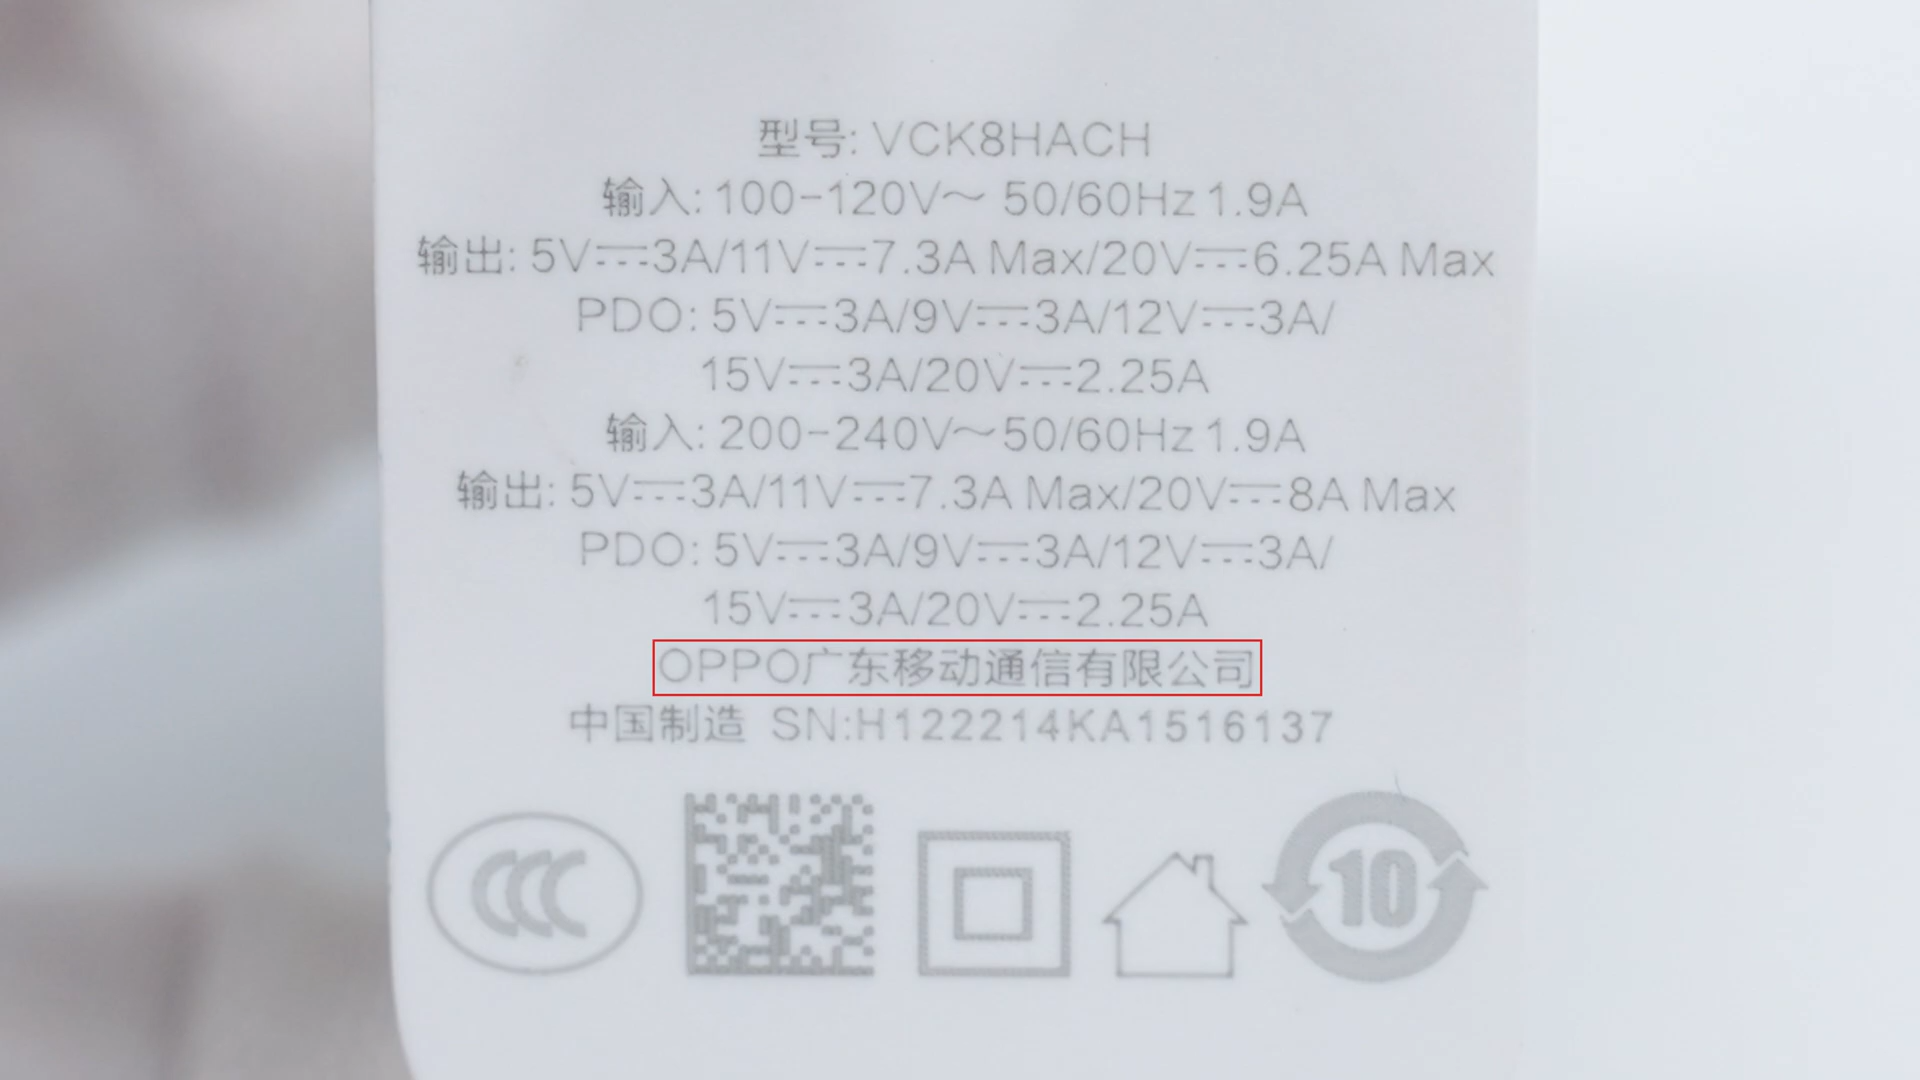 型号: VCK8HACH
输入: 100-120V～ 50/60Hz 1.9A
输出: 5V⎓3A/11V⎓7.3A Max/20V⎓6.25A Max
PDO: 5V⎓3A/9V⎓3A/12V⎓3A/
15V⎓3A/20V⎓2.25A
输入: 200-240V～50/60Hz 1.9A
输出: 5V⎓3A/11V⎓7.3A Max/20V⎓8A Max
PDO: 5V⎓3A/9V⎓3A/12V⎓3A/
15V⎓3A/20V⎓2.25A
OPPO广东移动通信有限公司
中国制造 SN:H122214KA1516137
CCC
10